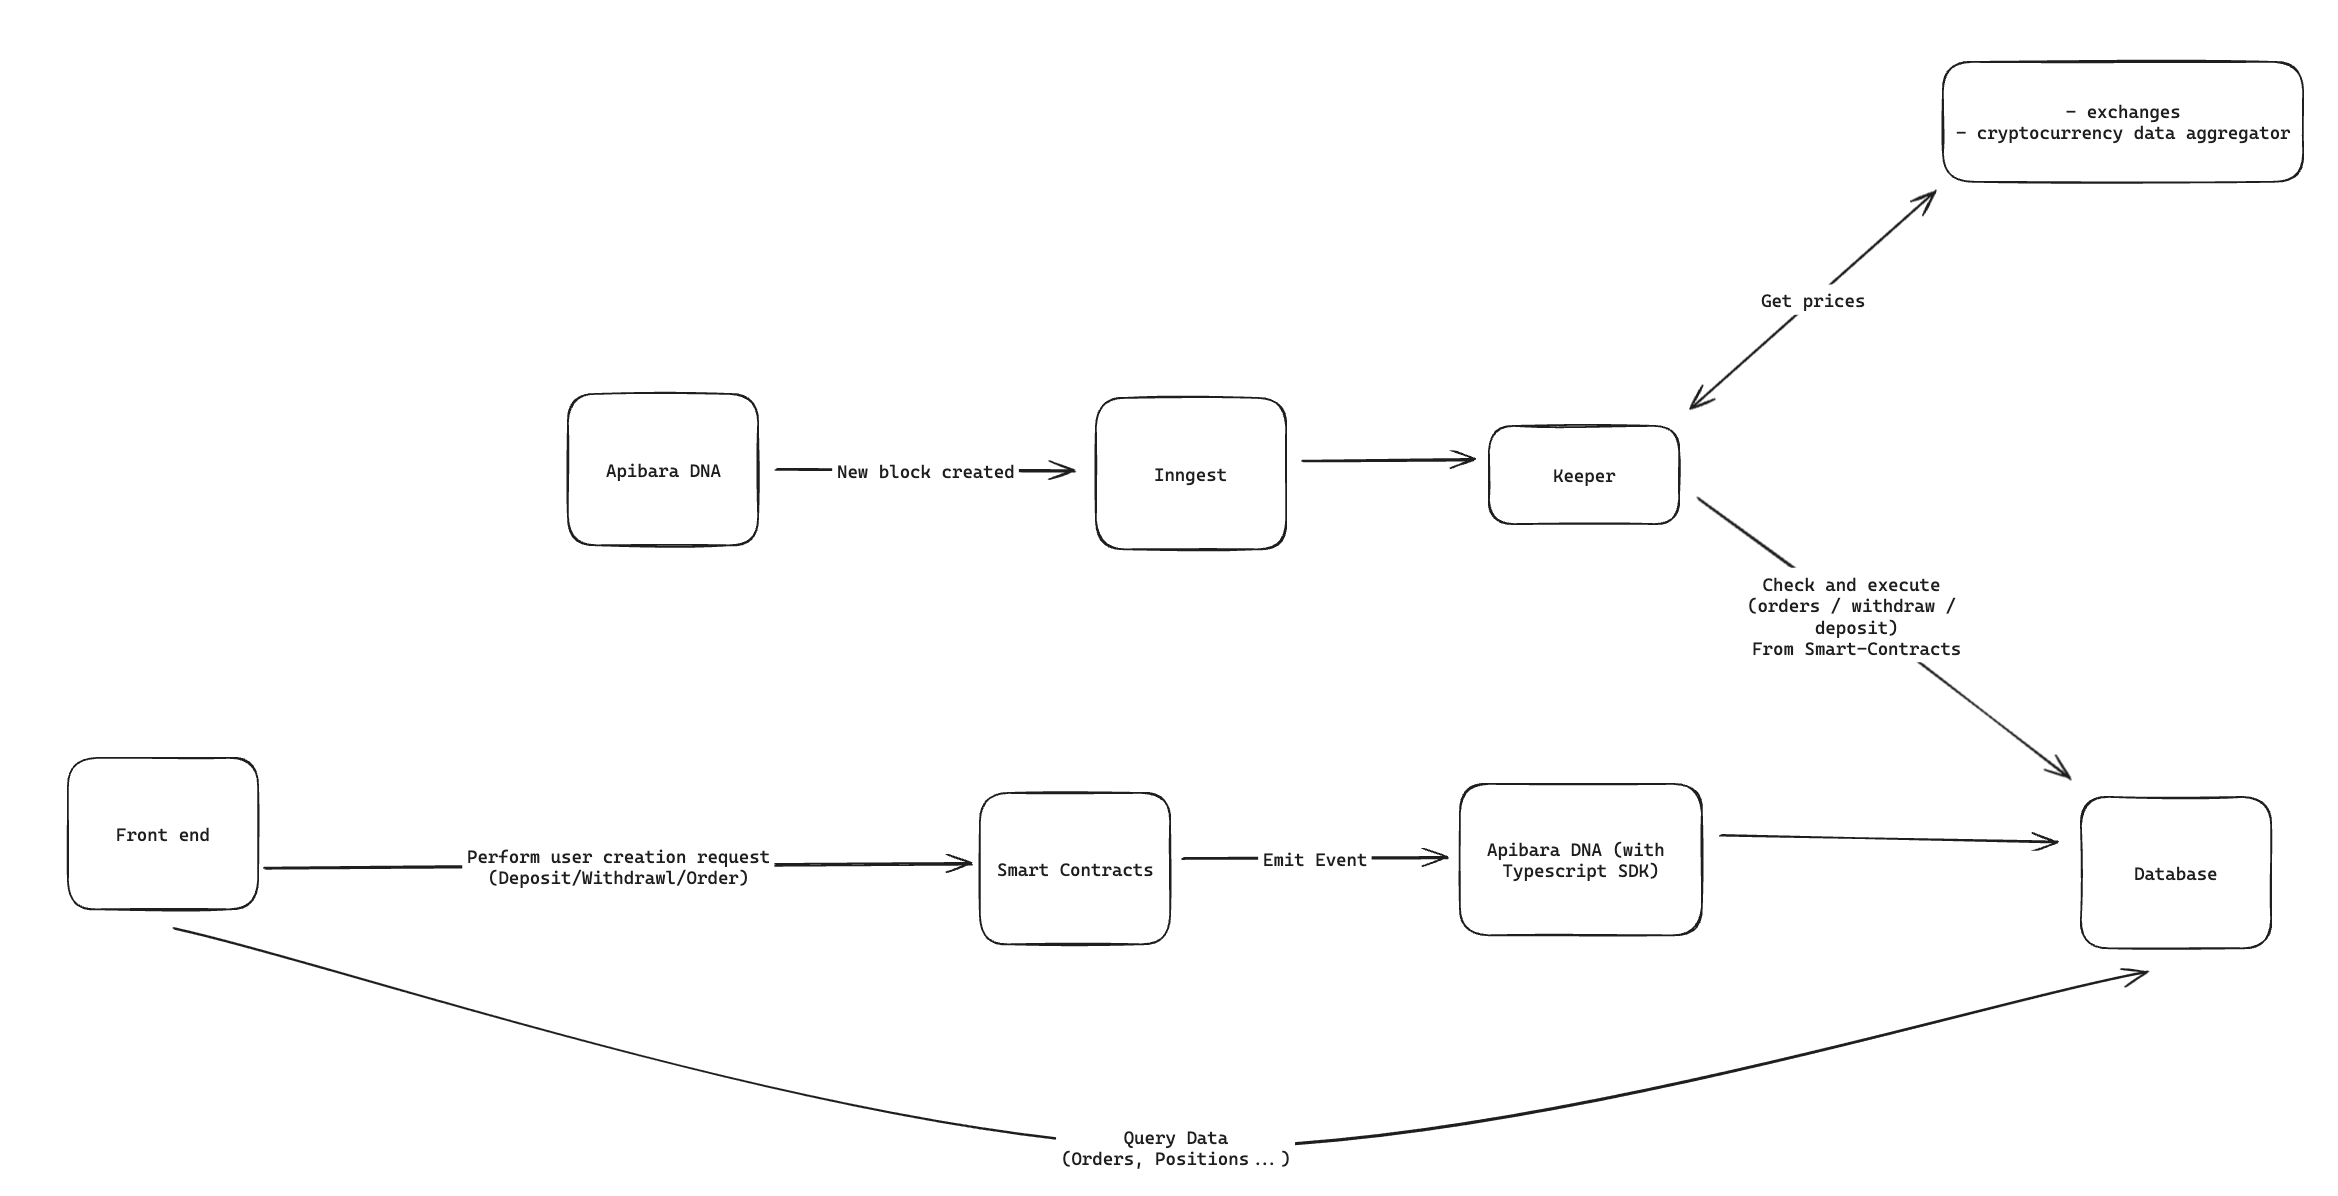 - exchanges
- cryptocurrency data aggregator
Get prices
Apibara DNA
New block created
Inngest
Keeper
Check and execute
(orders / withdraw /
deposit)
From Smart-Contracts
Front end
Perform user creation request
(Deposit/Withdrawl/Order)
Smart Contracts
Emit Event
Apibara DNA (with
Typescript SDK)
Database
Query Data
(Orders, Positions...)